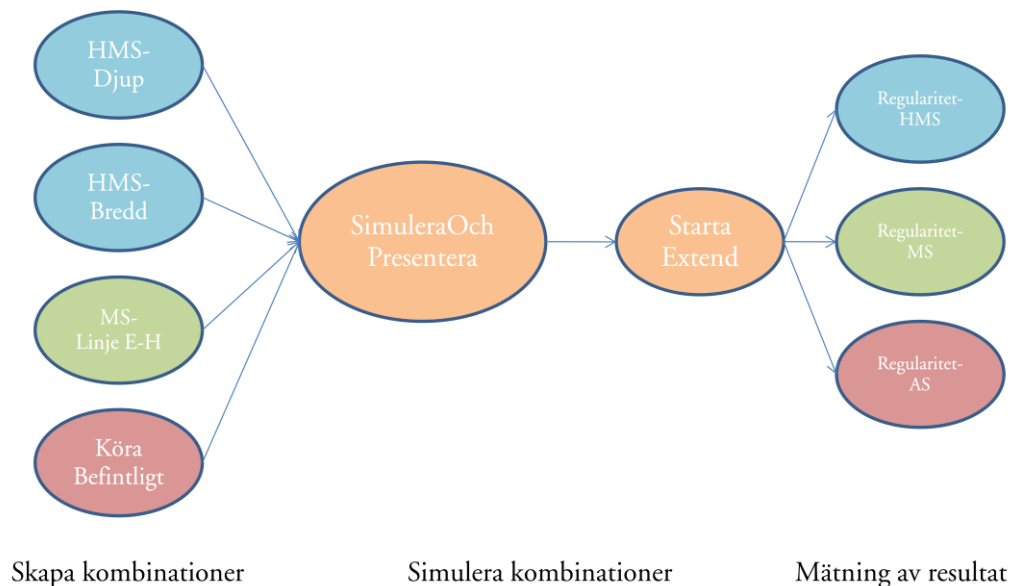 HMS-
Djup
HMS-
Bredd
MS-
Linje E-H
Köra
Befintligt
SimuleraOch
Presentera
Starta
Extend
Regularitet-
HMS
Regularitet-
MS
Regularitet-
AS
Skapa kombinationer
Simulera kombinationer
Mätning av resultat